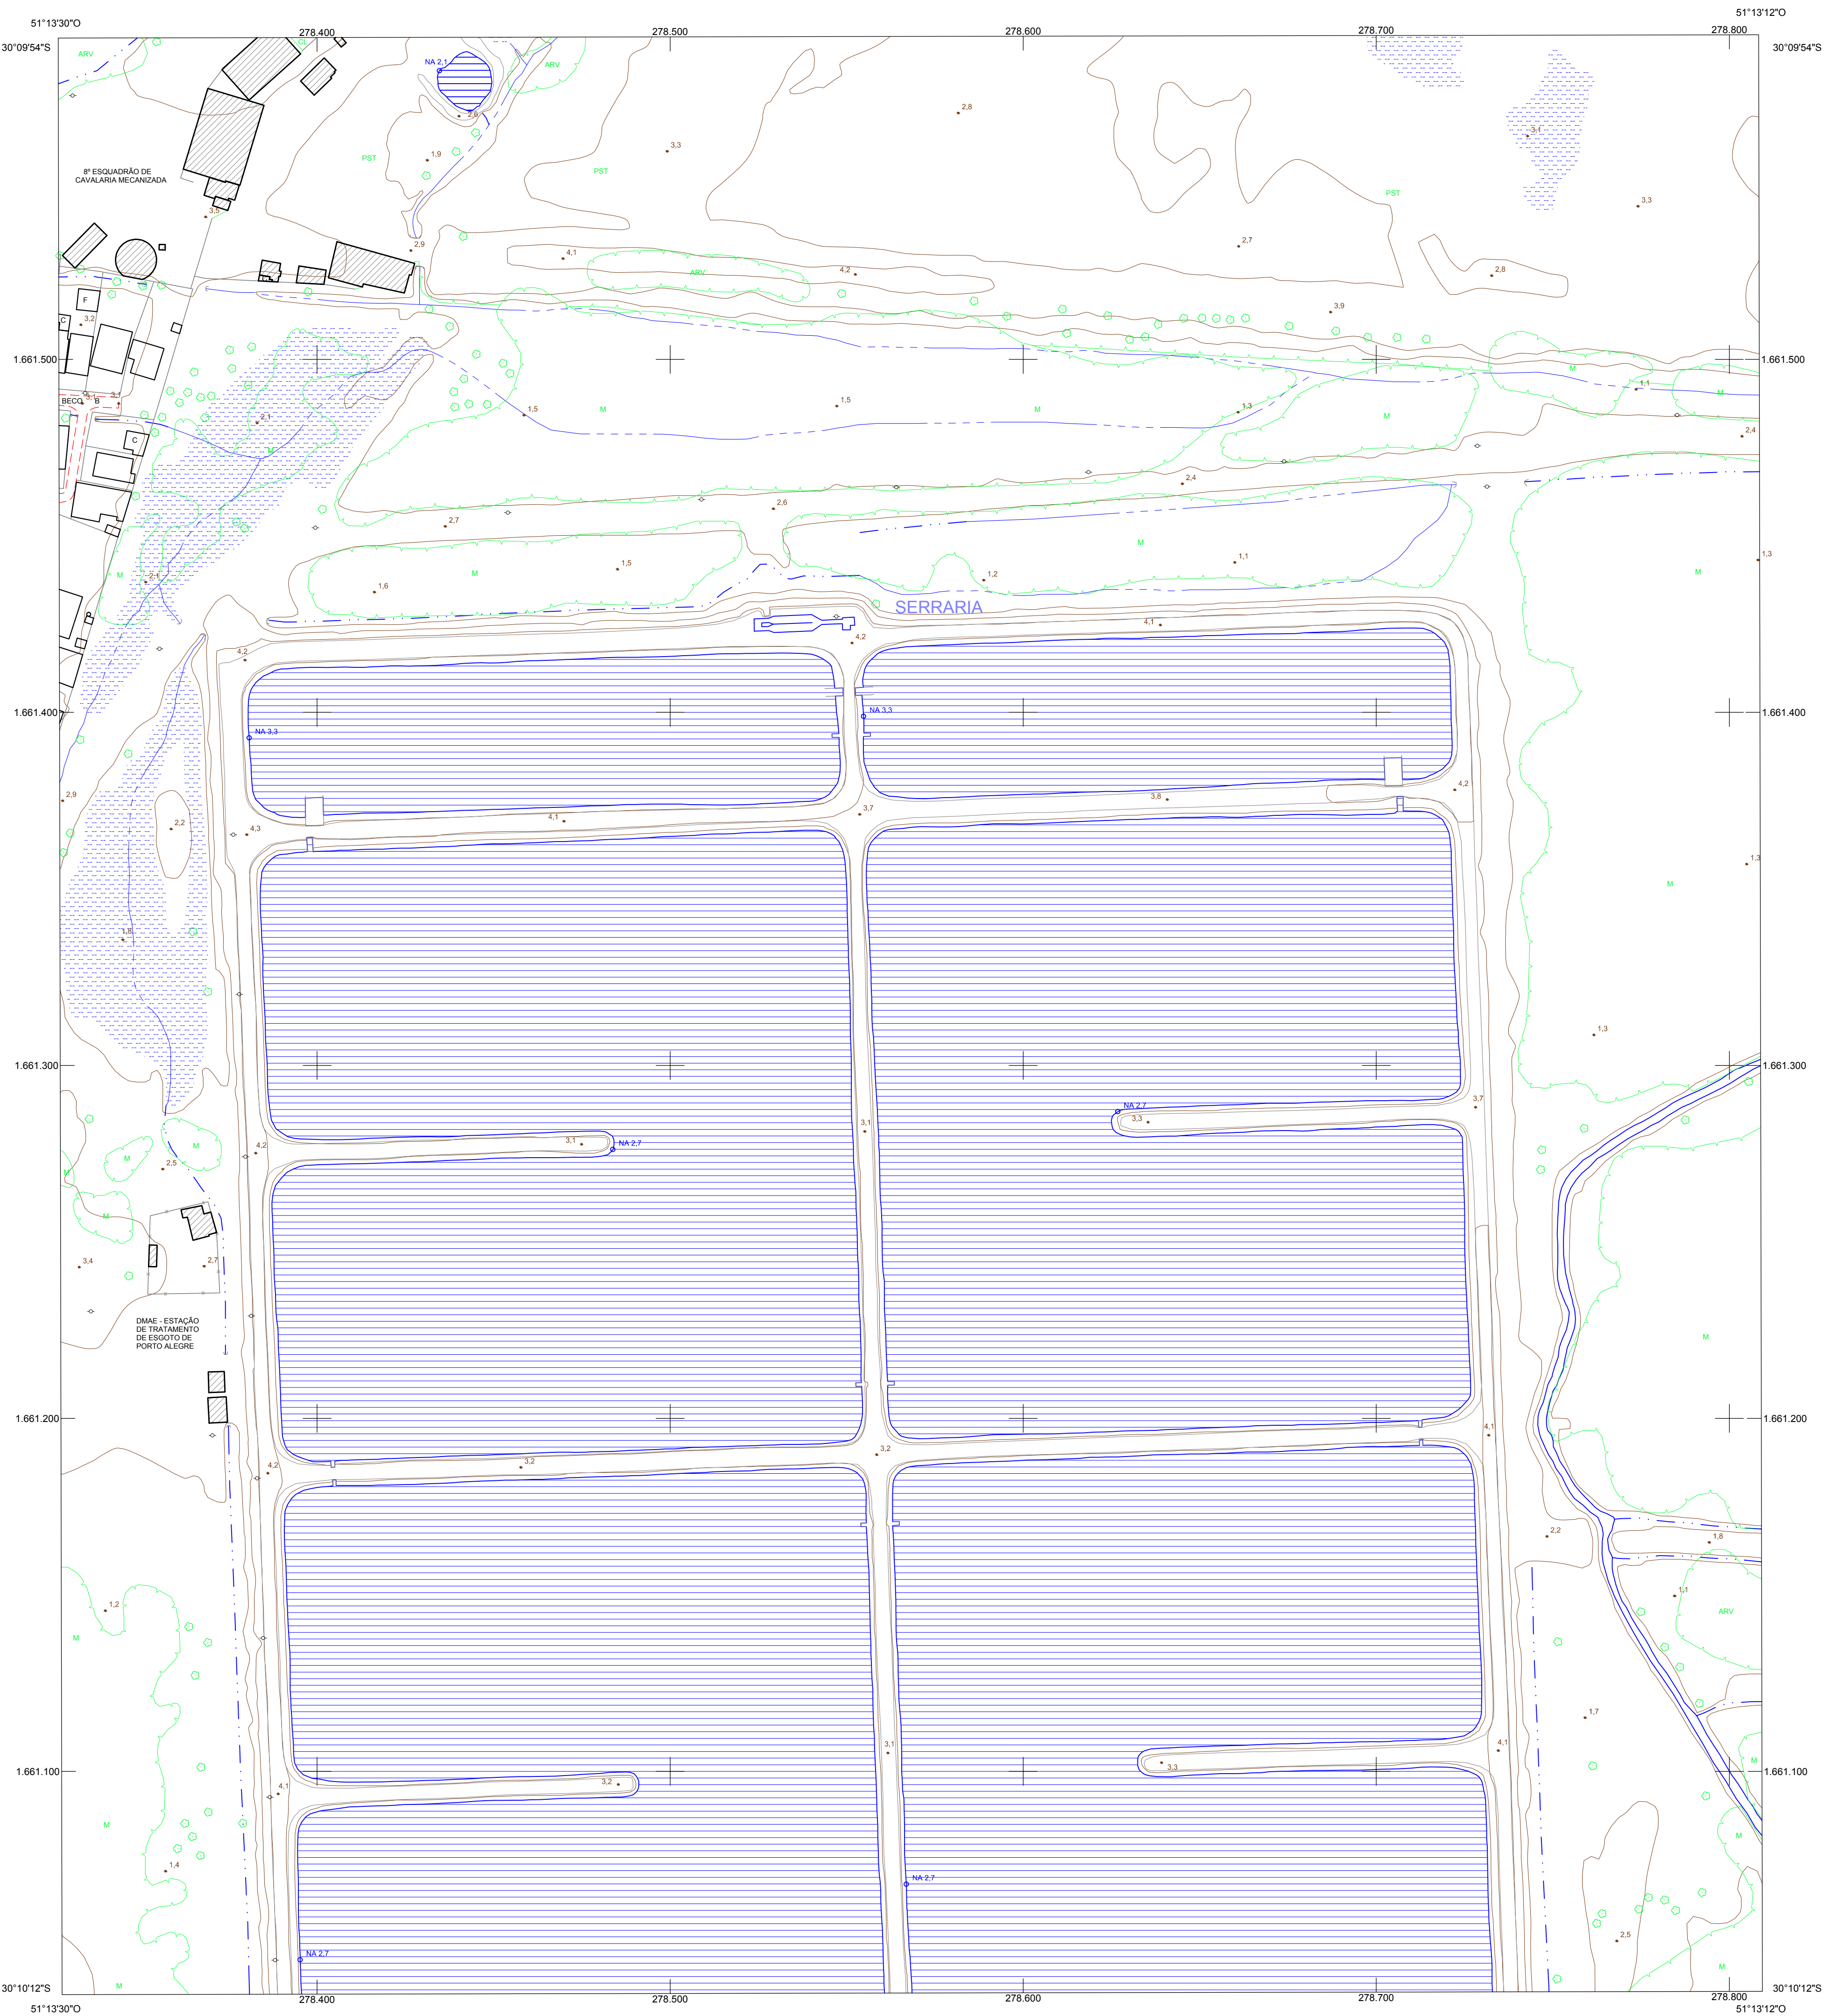 51°13'30"O
51°13'12"O
278.400
278.500
278.600
278.700
278.800
30°09'54"S
30°09'54"S
CL
ARV
NA 2,1
ARV
2,6
2,8
3,1
1,9
PST
3,3
PST
PST
8º ESQUADRÃO DE
CAVALARIA MECANIZADA
3,3
3,5
2,9
4,1
2,7
ARV
4,2
2,8
F
3,9
C
3,2
1.661.500
1.661.500
M
1,1
M
3,1
3,1
BECO B
1,5
M
1,5
M
1,3
M
2,1
2,4
C
M
2,4
2,6
2,7
M
1,3
1,5
1,1
M
M
M
2,1
1,6
1,2
SERRARIA
4,1
4,2
4,2
1.661.400
NA 3,3
1.661.400
NA 3,3
4,2
2,9
3,8
3,7
4,1
2,2
4,3
1,3
M
1,8
1,3
1.661.300
1.661.300
3,7
NA 2,7
3,3
3,1
3,1
NA 2,7
4,2
M
M
2,5
M
M
3,4
2,7
DMAE - ESTAÇÃO
DE TRATAMENTO
DE ESGOTO DE
PORTO ALEGRE
M
1.661.200
1.661.200
4,1
3,2
3,2
4,2
2,2
1,8
1,1
1,2
ARV
M
1,7
3,1
4,1
M
3,3
1.661.100
1.661.100
3,2
4,1
M
M
1,4
NA 2,7
2,5
NA 2,7
M
M
30°10'12"S
30°10'12"S
278.400
278.500
278.600
278.700
278.800
51°13'30"O
51°13'12"O